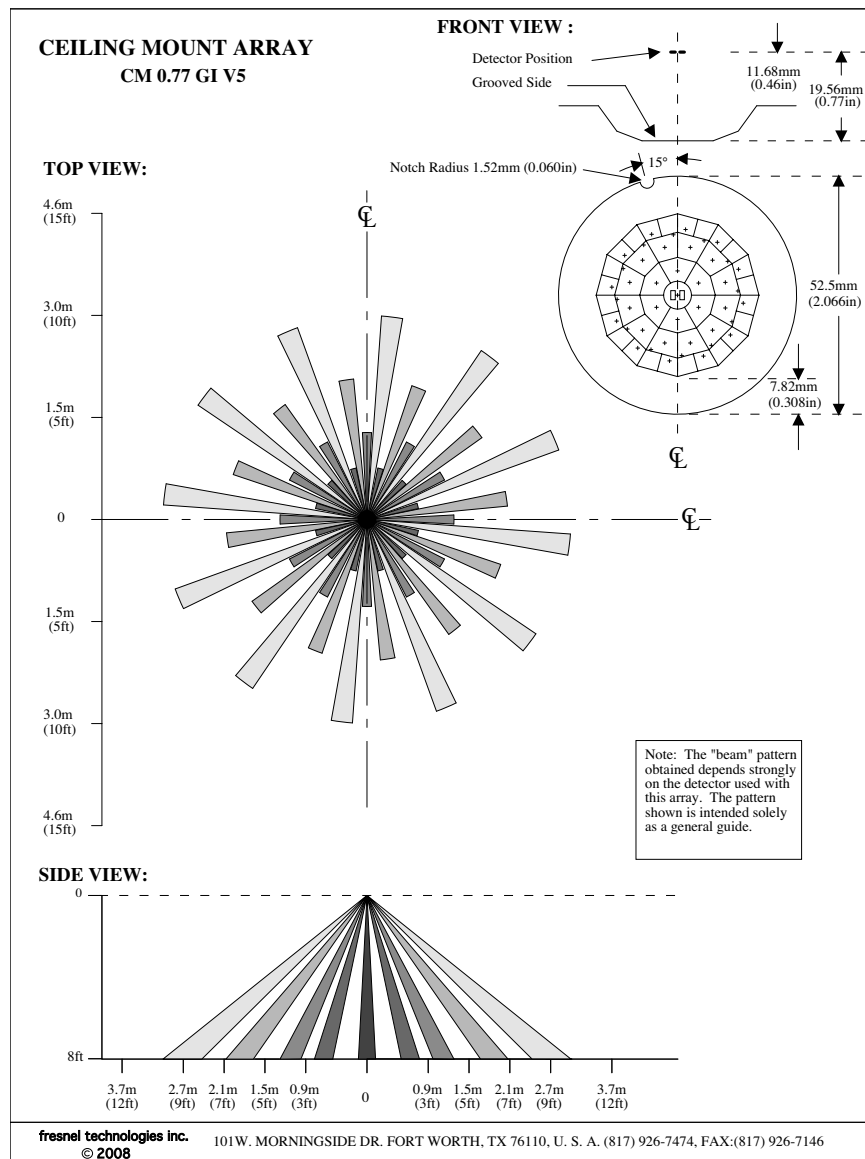 CEILING MOUNT ARRAY
CM 0.77 GI V5
FRONT VIEW :
Detector Position
Grooved Side
11.68mm
(0.46in)
19.56mm
(0.77in)
TOP VIEW:
Notch Radius 1.52mm (0.060in)
15°
52.5mm
(2.066in)
7.82mm
(0.308in)
℄
℄
℄
4.6m
(15ft)
3.0m
(10ft)
1.5m
(5ft)
0
1.5m
(5ft)
3.0m
(10ft)
4.6m
(15ft)
Note: The "beam" pattern
obtained depends strongly
on the detector used with
this array. The pattern
shown is intended solely
as a general guide.
SIDE VIEW:
0
8ft
3.7m
(12ft)
2.7m
(9ft)
2.1m
(7ft)
1.5m
(5ft)
0.9m
(3ft)
0
0.9m
(3ft)
1.5m
(5ft)
2.1m
(7ft)
2.7m
(9ft)
3.7m
(12ft)
fresnel technologies inc.
© 2008
101W. MORNINGSIDE DR. FORT WORTH, TX 76110, U. S. A. (817) 926-7474, FAX:(817) 926-7146